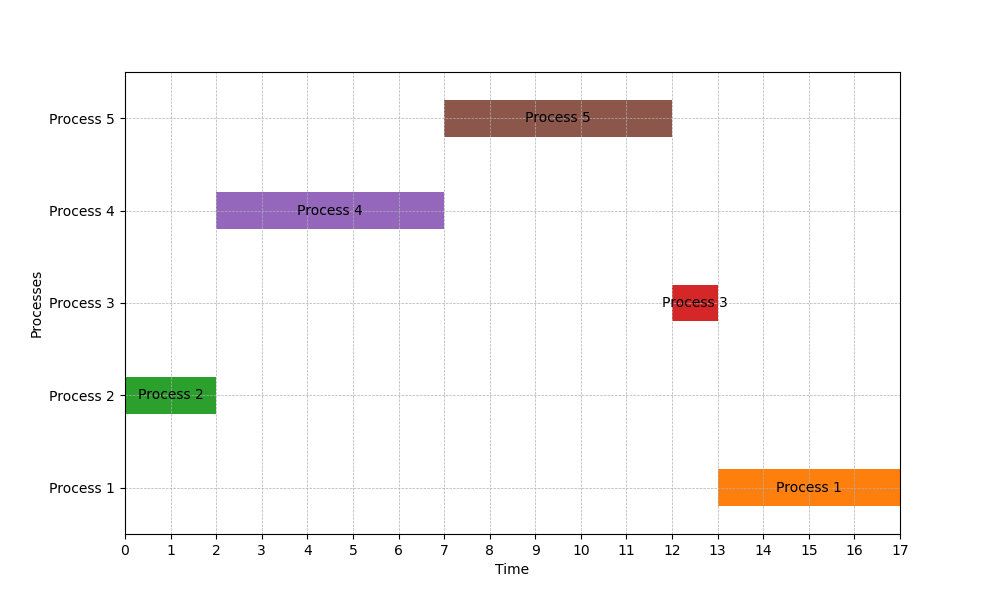 Process 5
Process 5
Process 4
Process 4
Process 3
Process 3
Process 2
Process 2
Process 1
Process 1
Processes
0 1 2 3 4 5 6 7 8 9 10 11 12 13 14 15 16 17
Time